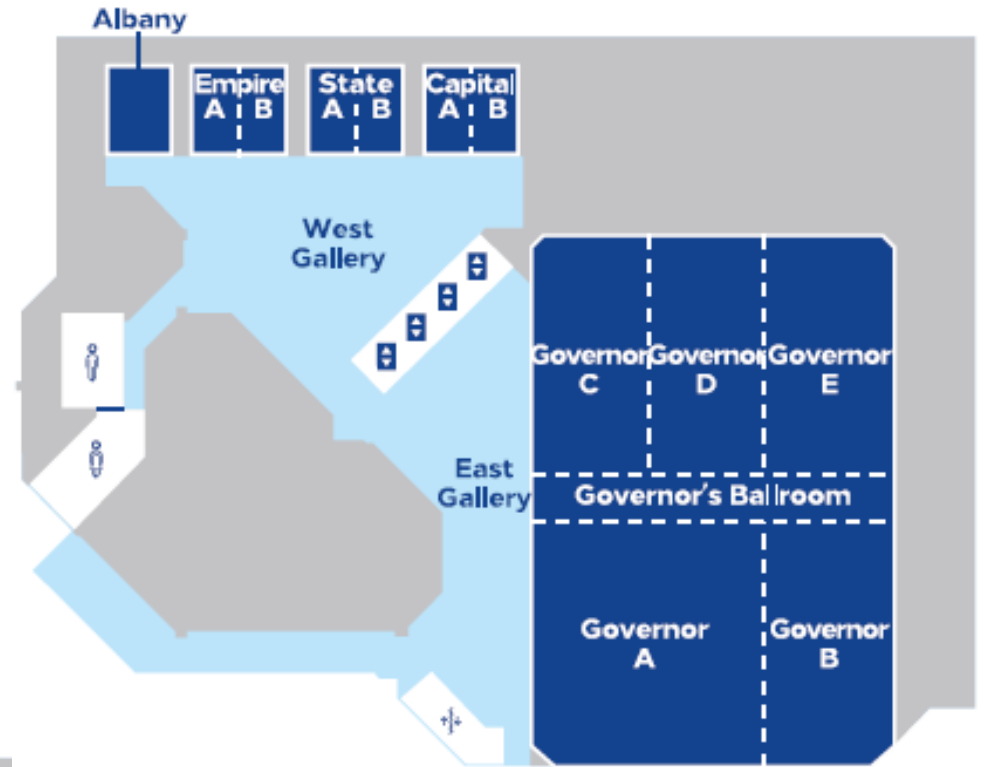 Albany
Empire
A B
State
A B
Capital
A B
West
Gallery
Governor
C
Governor
D
Governor
E
East
Gallery
Governor's Ballroom
Governor
A
Governor
B